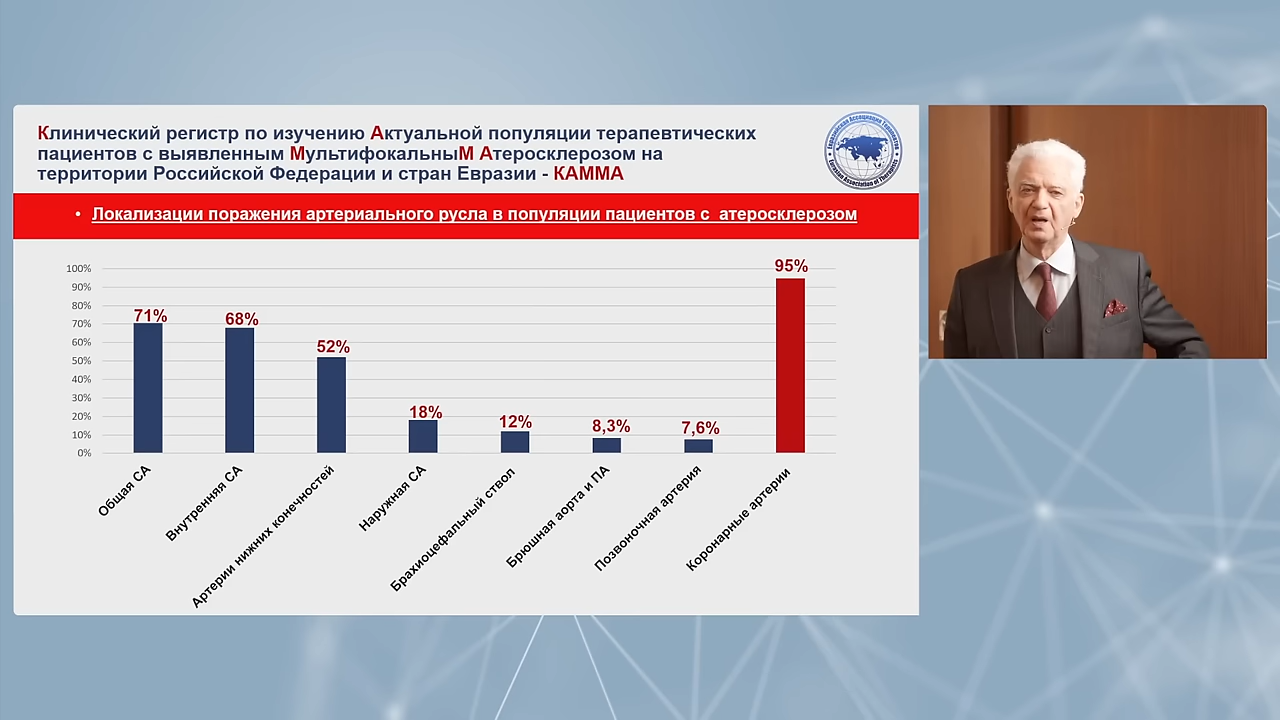 Клинический регистр по изучению Актуальной популяции терапевтических
пациентов с выявленным МультифокальныМ Атеросклерозом на
территории Российской Федерации и стран Евразии - КАММА
• Локализации поражения артериального русла в популяции пациентов с атеросклерозом
100%
90%
80%
70%
60%
50%
40%
30%
20%
10%
0%
71%
68%
52%
18%
12%
8,3%
7,6%
95%
Общая СА
Внутренняя СА
Артерии нижних конечностей
Наружная СА
Брахиоцефальный ствол
Брюшная аорта и ПА
Позвоночная артерия
Коронарные артерии